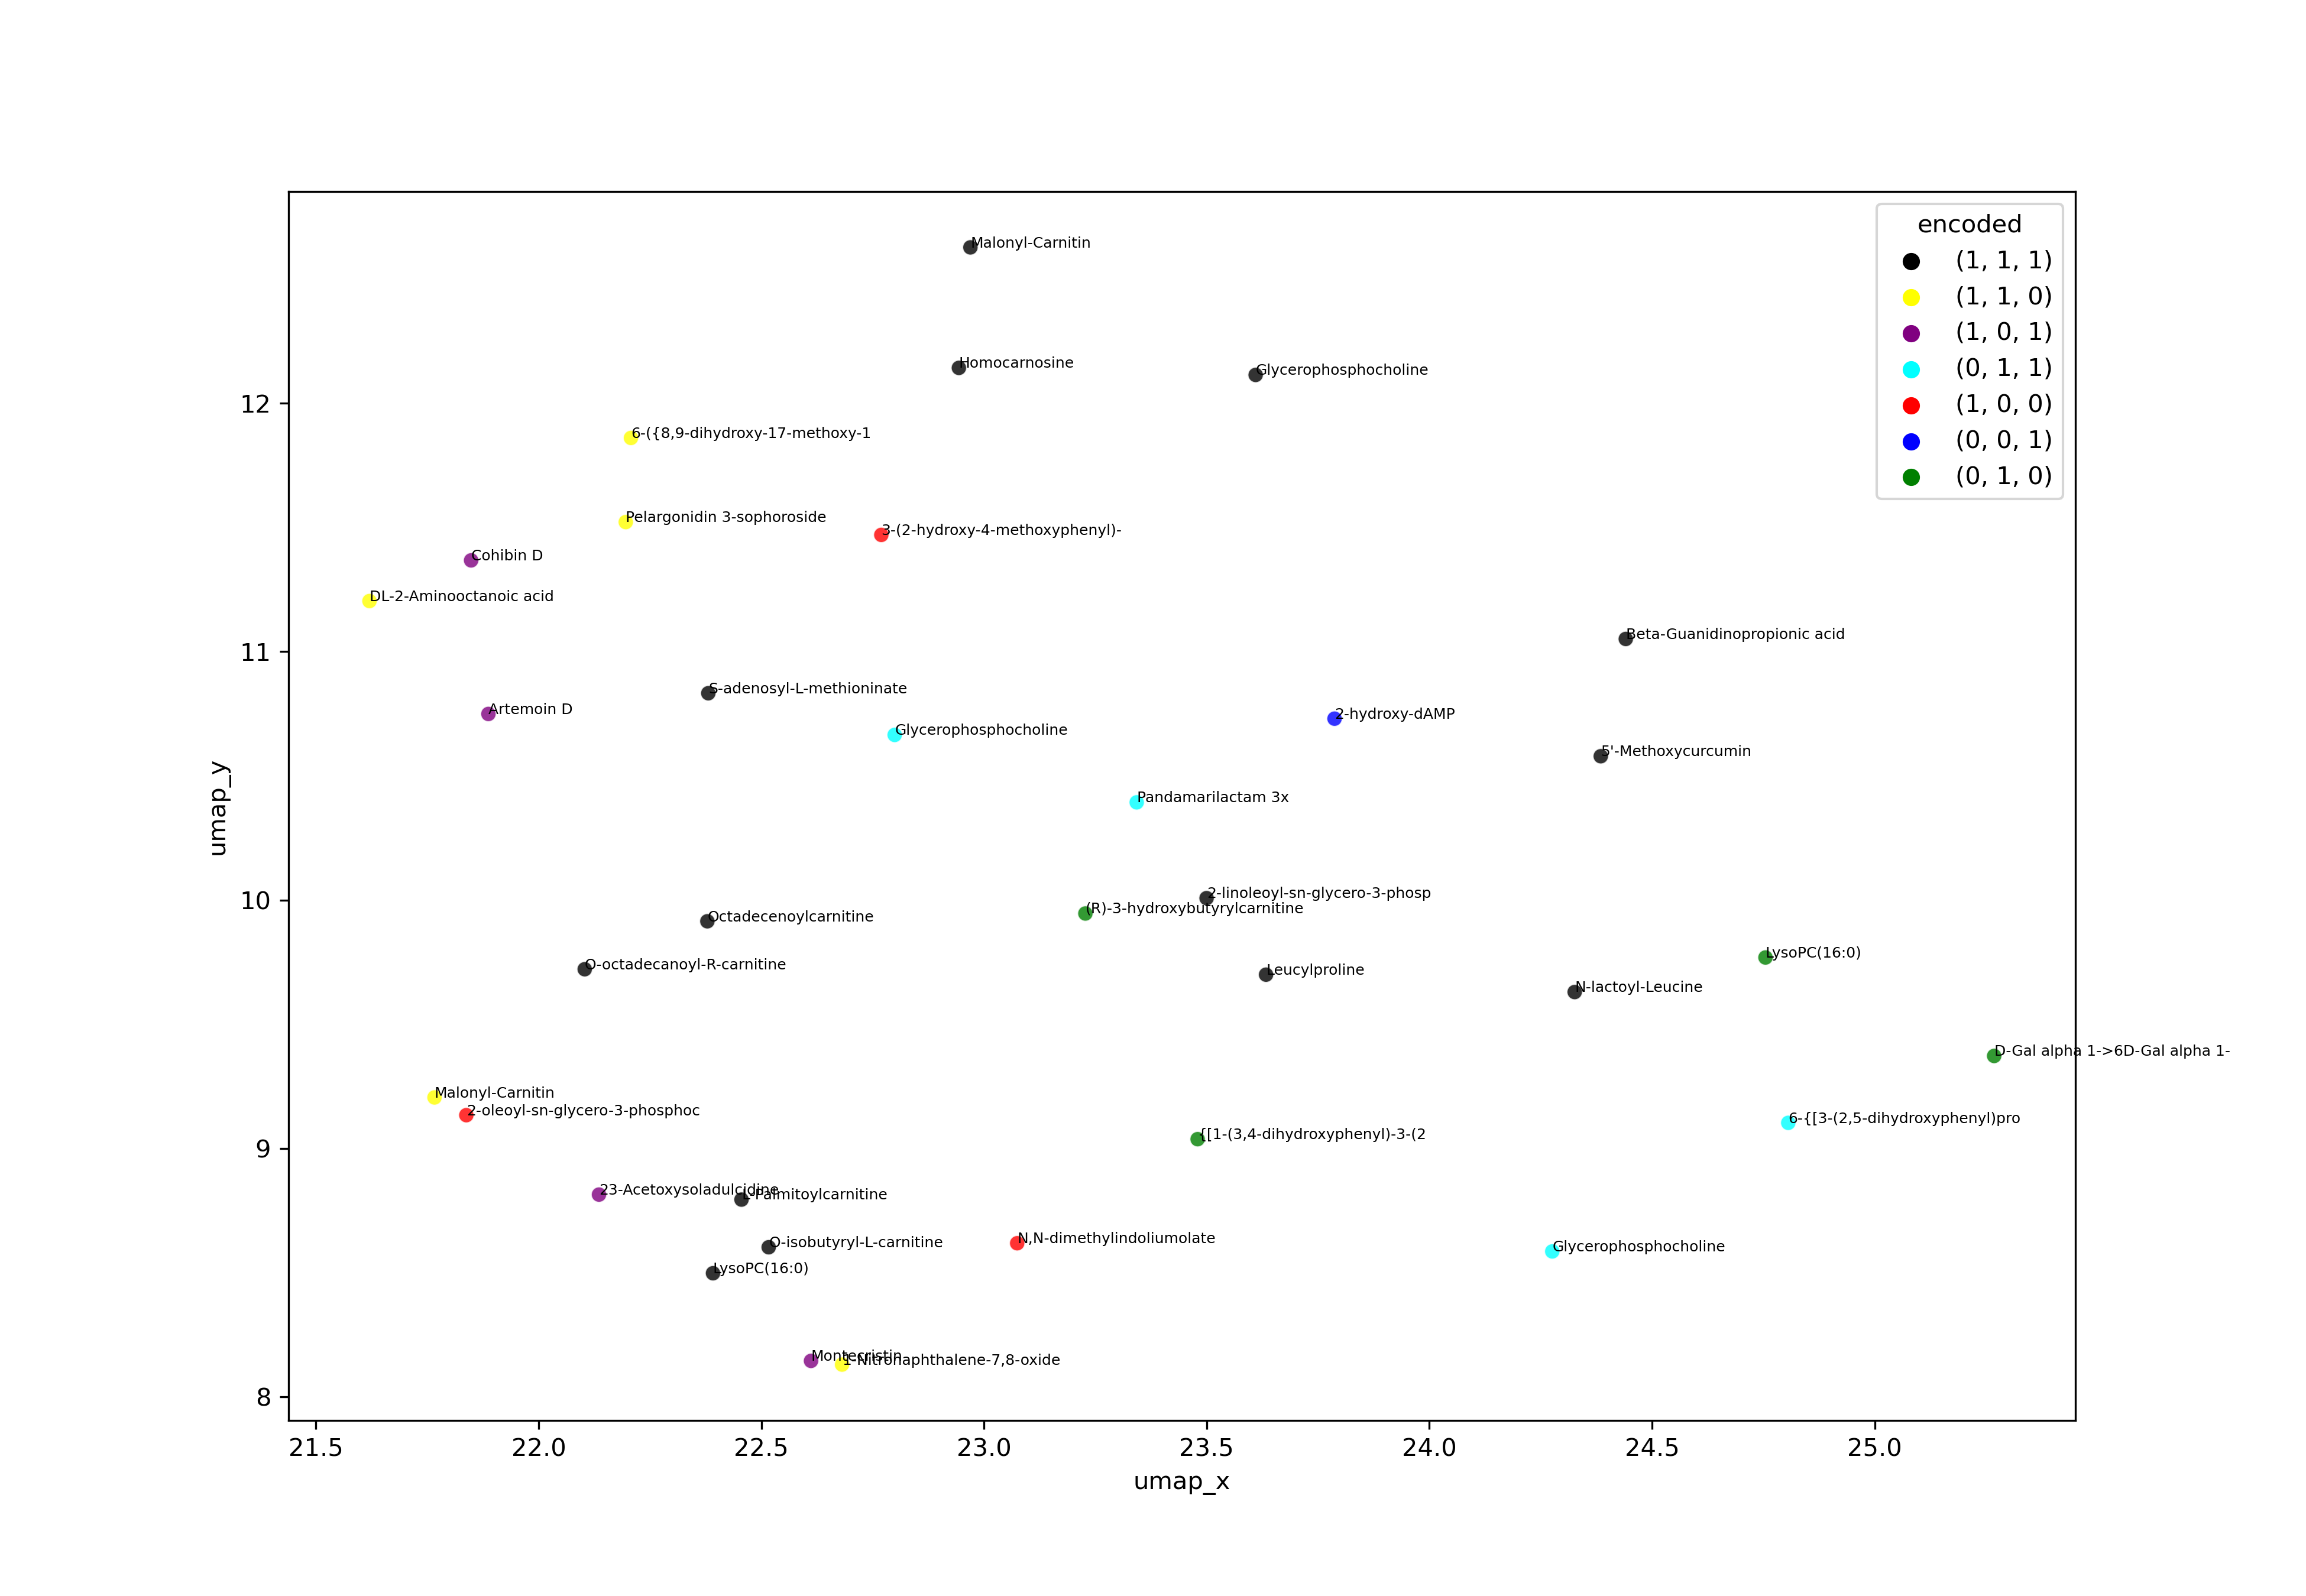 encoded
(1, 1, 1)
(1, 1, 0)
(1, 0, 1)
(0, 1, 1)
(1, 0, 0)
(0, 0, 1)
(0, 1, 0)
Malonyl-Carnitin
Homocarnosine
Glycerophosphocholine
6-({8,9-dihydroxy-17-methoxy-1
Pelargonidin 3-sophoroside
3-(2-hydroxy-4-methoxyphenyl)-
Cohibin D
DL-2-Aminooctanoic acid
Beta-Guanidinopropionic acid
S-adenosyl-L-methioninate
Artemoin D
2-hydroxy-dAMP
Glycerophosphocholine
5'-Methoxycurcumin
Pandamarilactam 3x
2-linoleoyl-sn-glycero-3-phosp
(R)-3-hydroxybutyrylcarnitine
Octadecenoylcarnitine
O-octadecanoyl-R-carnitine
Leucylproline
LysoPC(16:0)
N-lactoyl-Leucine
D-Gal alpha 1->6D-Gal alpha 1-
Malonyl-Carnitin
2-oleoyl-sn-glycero-3-phosphoc
6-{[3-(2,5-dihydroxyphenyl)pro
{[1-(3,4-dihydroxyphenyl)-3-(2
23-Acetoxysoladulcidine
L-Palmitoylcarnitine
O-isobutyryl-L-carnitine
N,N-dimethylindoliumolate
Glycerophosphocholine
LysoPC(16:0)
Montecristin
1-Nitronaphthalene-7,8-oxide
umap_y
12
11
10
9
8
21.5
22.0
22.5
23.0
23.5
24.0
24.5
25.0
umap_x